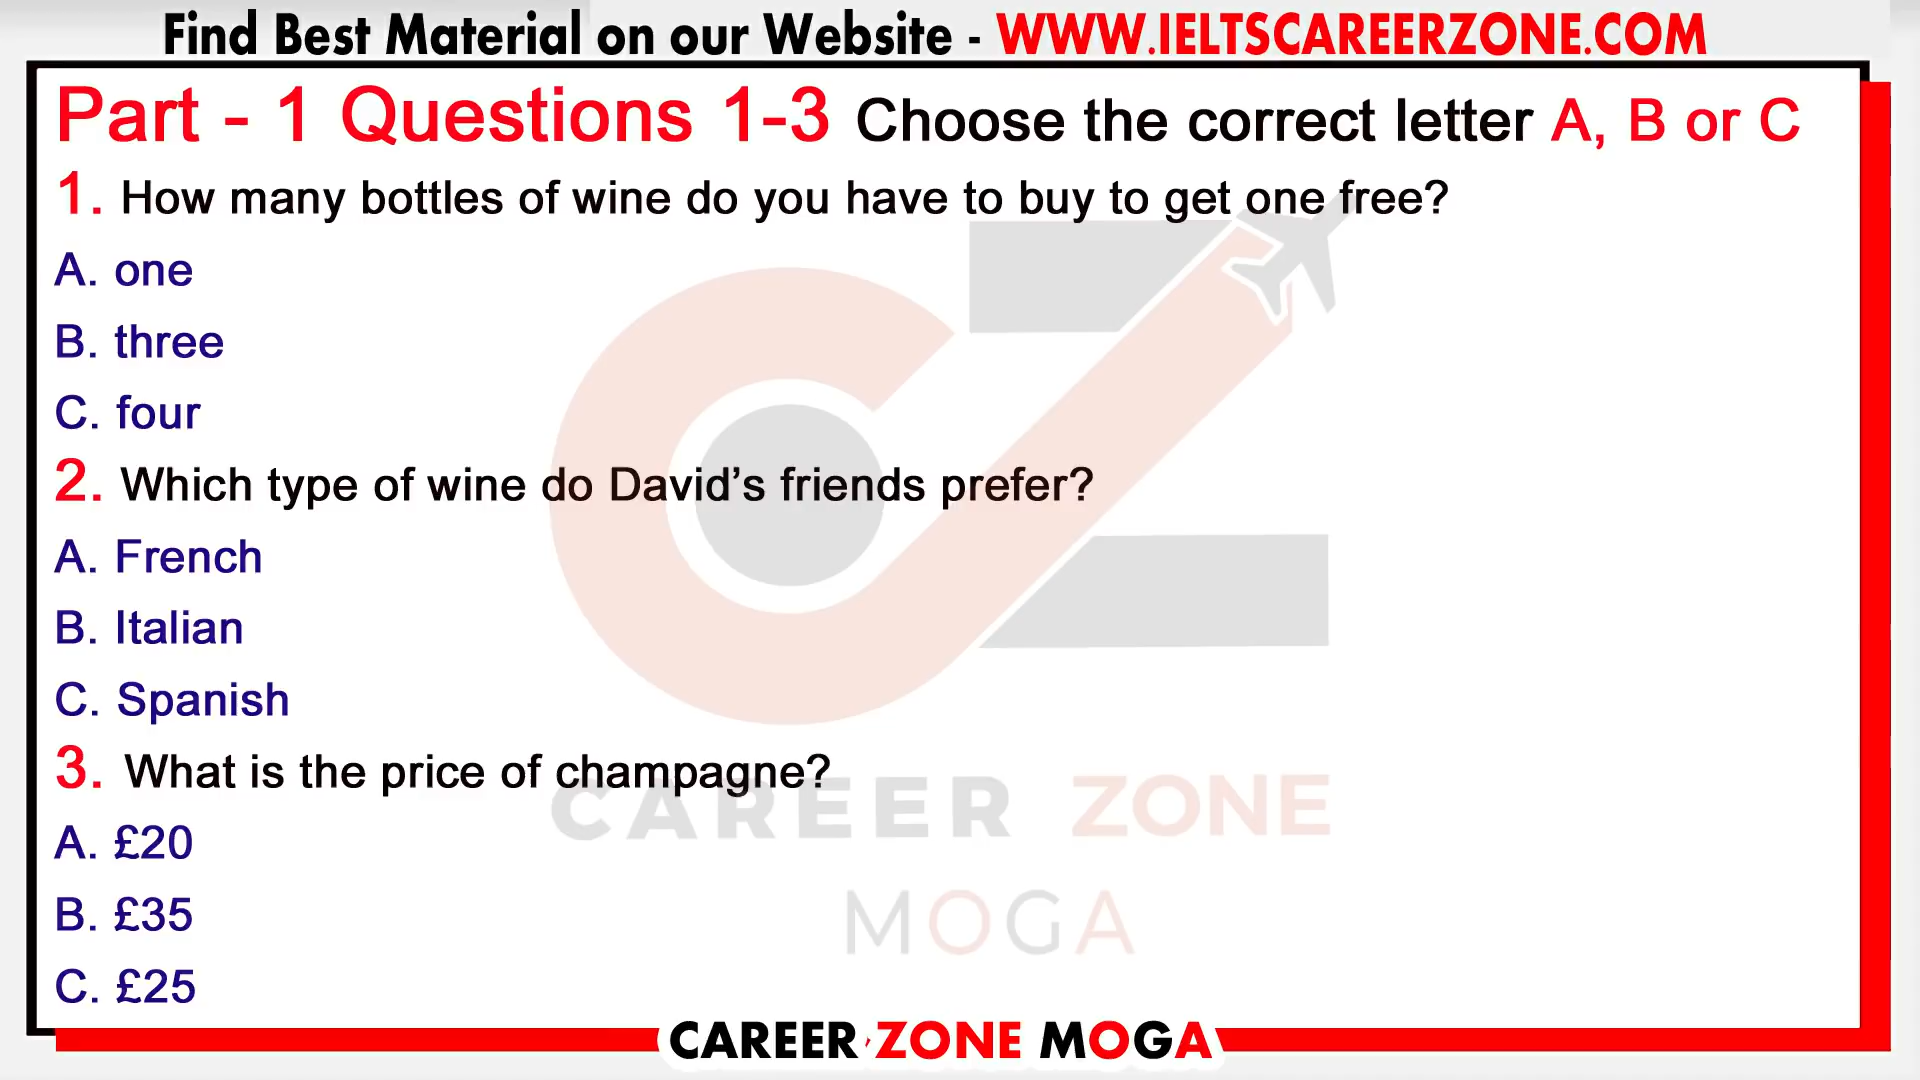 Find Best Material on our Website - WWW.IELTSCAREERZONE.COM
Part - 1 Questions 1-3 Choose the correct letter A, B or C
1. How many bottles of wine do you have to buy to get one free?
A. one
B. three
C. four
2. Which type of wine do David’s friends prefer?
A. French
B. Italian
C. Spanish
3. What is the price of champagne?
CAREER ZONE
A. £20
B. £35
MOGA
C. £25
CAREER ZONE MOGA